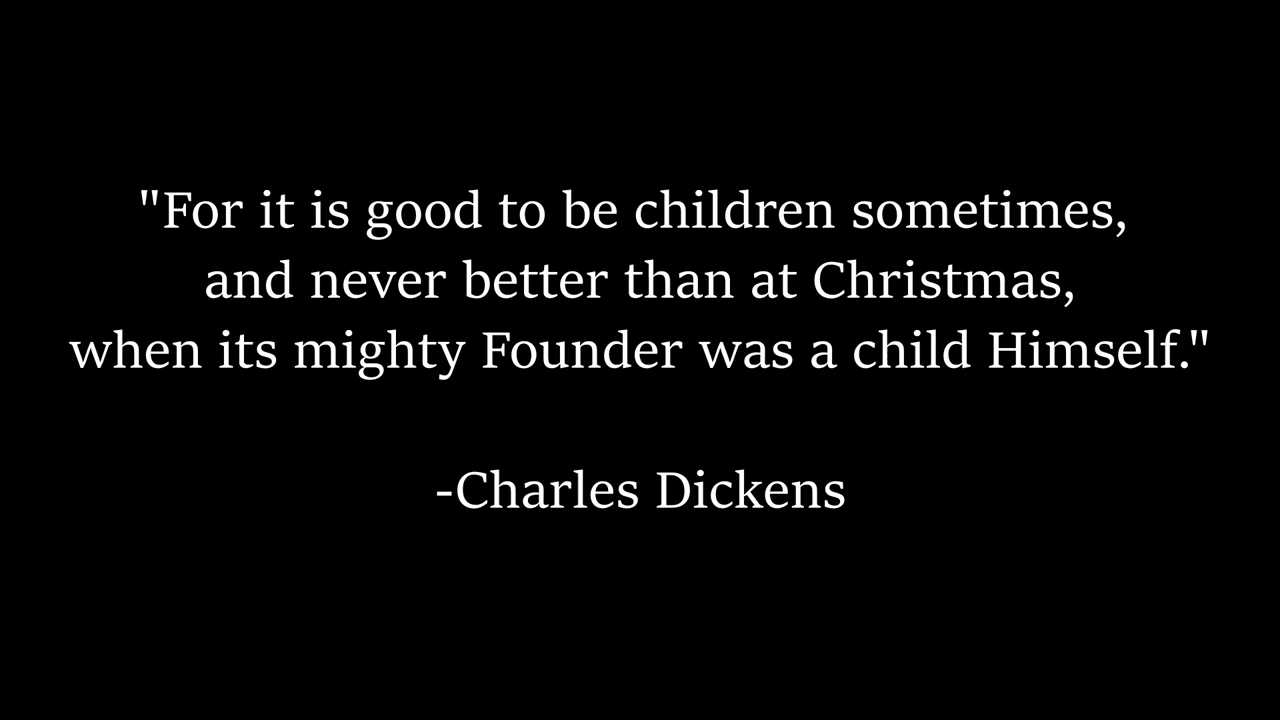 "For it is good to be children sometimes,
and never better than at Christmas,
when its mighty Founder was a child Himself."
-Charles Dickens